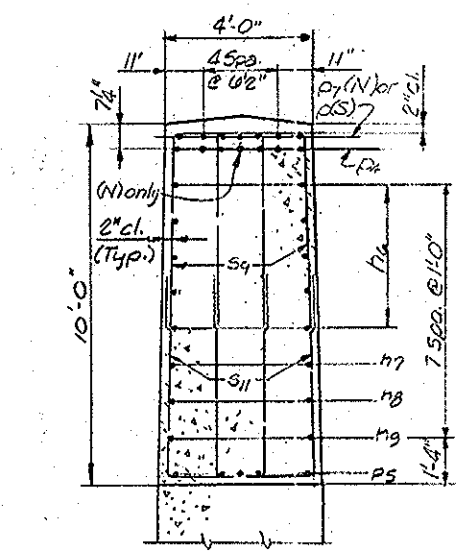 4'-0"
11'
4 Spa.
@ 6½"
11"
7¼"
p7(N)or
p(S)
2"cl.
(N)only
2"cl.
(Typ.)
10'-0"
S9
h6
7 Spa. @ 1'-0"
S11
h7
h8
h9
1'-4"
p5